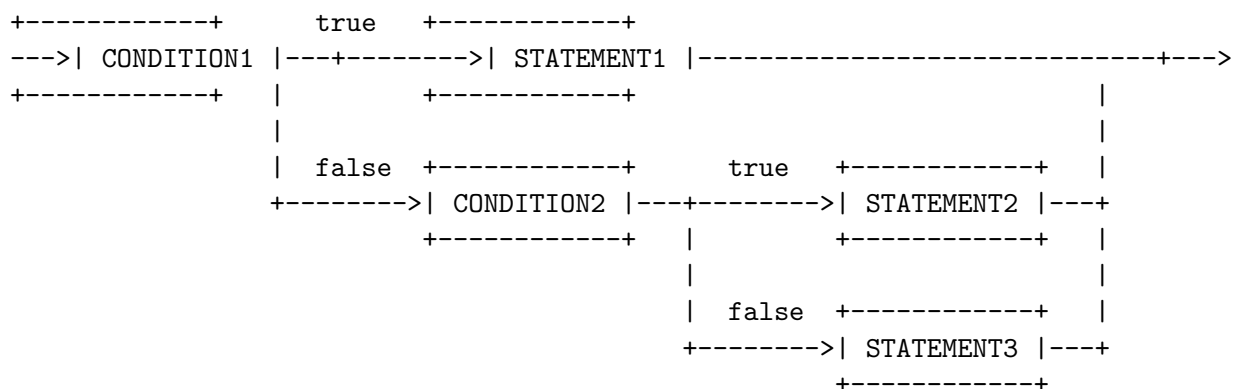 +------------+      true   +------------+
--->| CONDITION1 |---+-------->| STATEMENT1 |------------------------------+--->
+------------+   |         +------------+                              |
                 |                                                     |
                 |  false  +------------+      true   +------------+   |
                 +-------->| CONDITION2 |---+-------->| STATEMENT2 |---+
                           +------------+   |         +------------+   |
                                            |                          |
                                            |  false  +------------+   |
                                            +-------->| STATEMENT3 |---+
                                                      +------------+